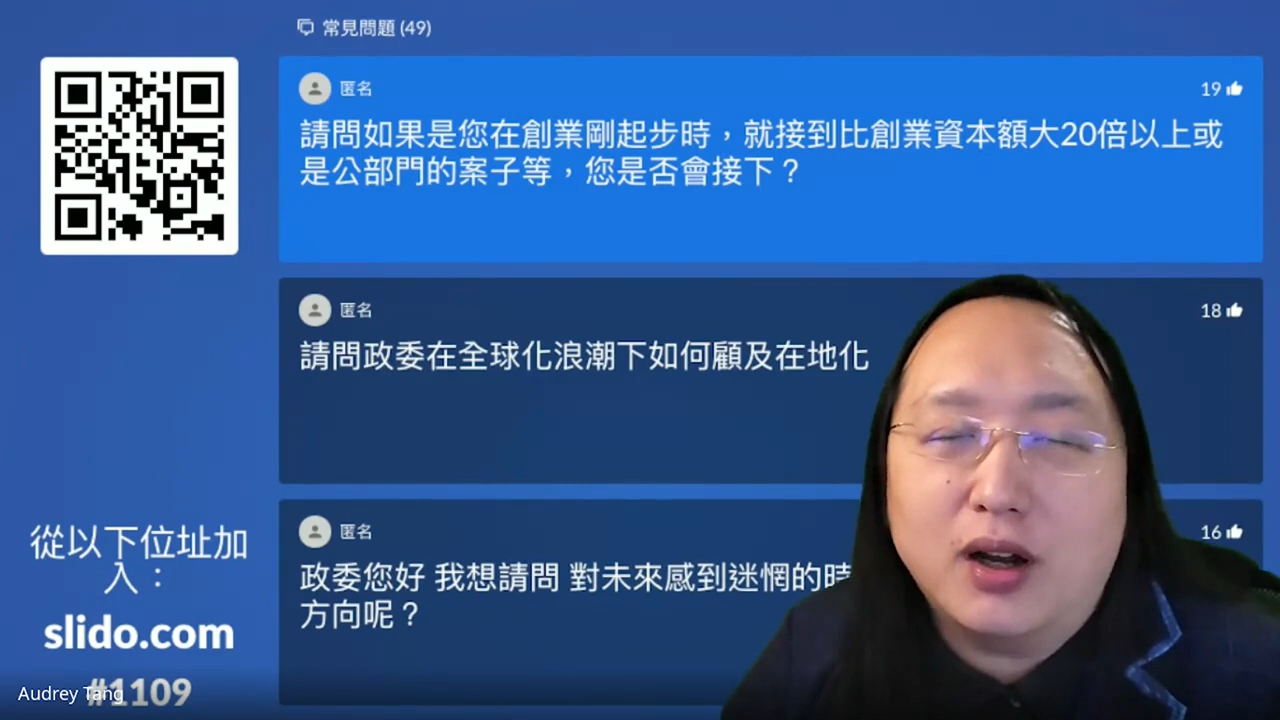 常見問題 (49)
匿名
19
請問如果是您在創業剛起步時，就接到比創業資本額大20倍以上或
是公部門的案子等，您是否會接下？
匿名
18
請問政委在全球化浪潮下如何顧及在地化
匿名
16
政委您好 我想請問 對未來感到迷惘的時
方向呢？
從以下位址加
入：
slido.com
#1109
Audrey Tang